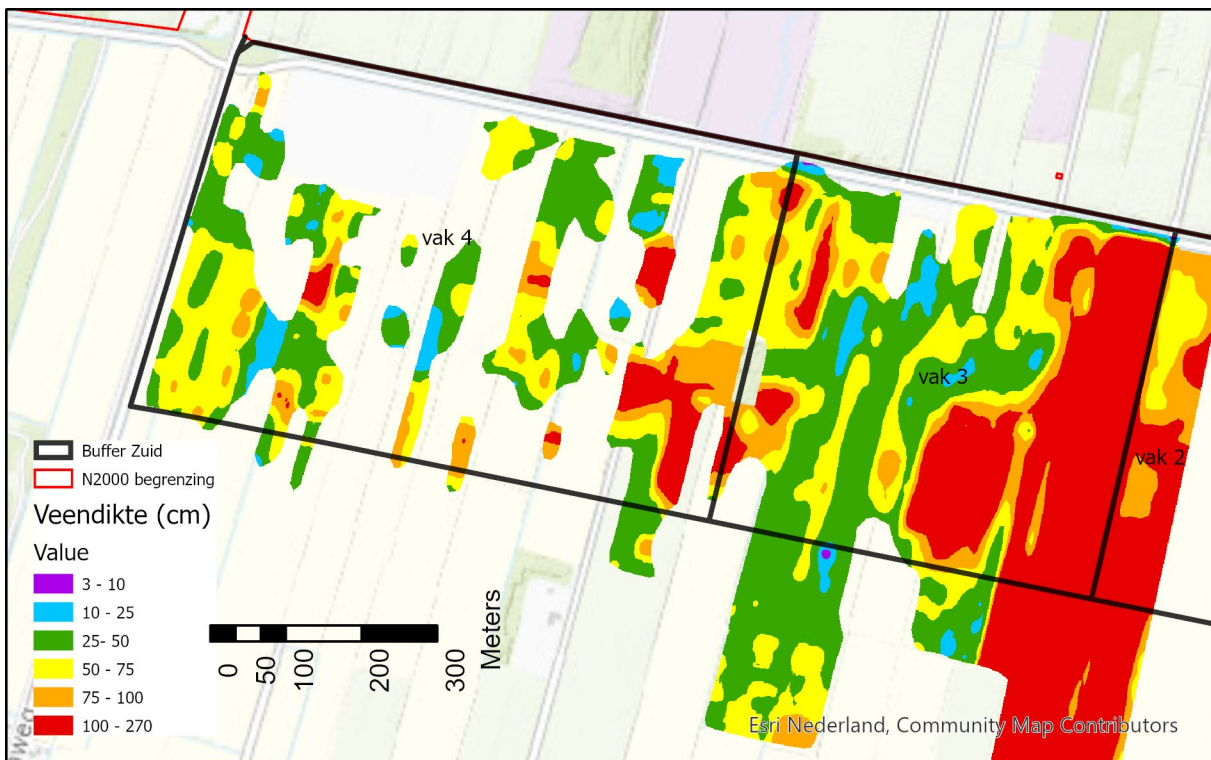 vak 4
vak 3
vak 2
Buffer Zuid
N2000 begrenzing
Veendikte (cm)
Value
3 - 10
10 - 25
25- 50
50 - 75
75 - 100
100 - 270
0
50
100
200
300
Meters
Esri Nederland, Community Map Contributors